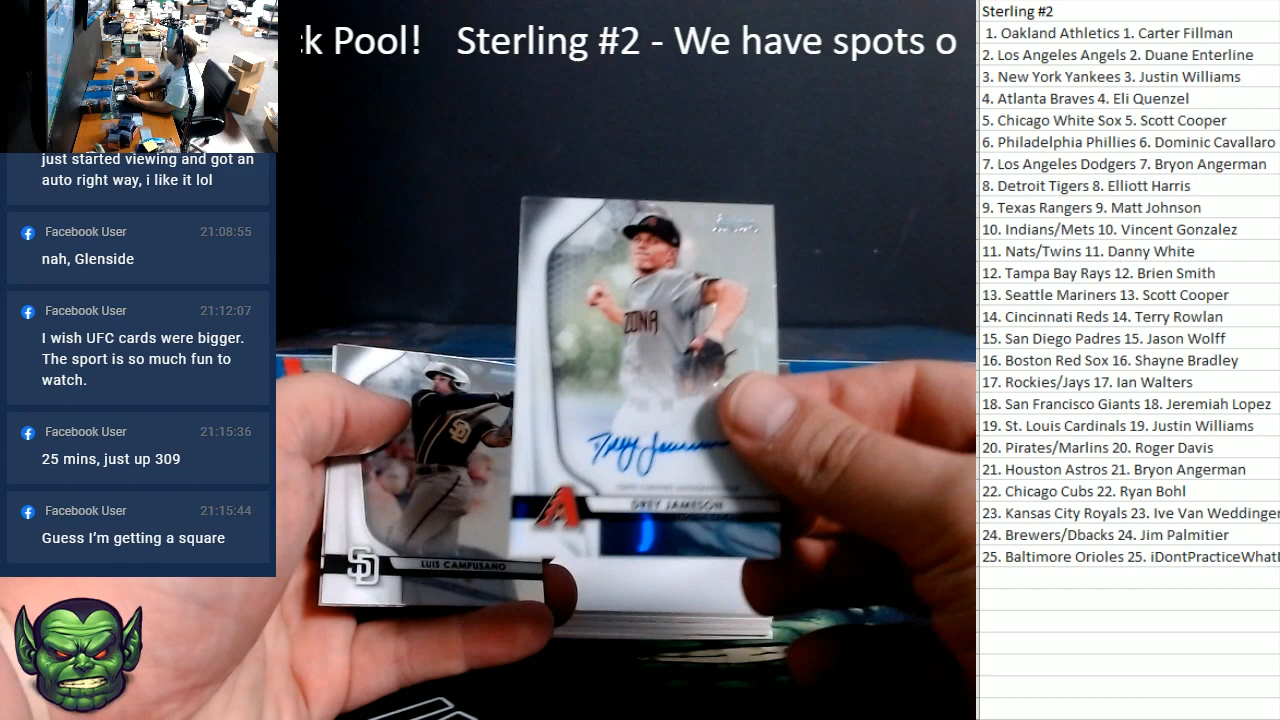 k Pool!    Sterling #2 - We have spots o
just started viewing and got an
auto right way, i like it lol
Facebook User 21:08:55
nah, Glenside
Facebook User 21:12:07
I wish UFC cards were bigger.
The sport is so much fun to
watch.
Facebook User 21:15:36
25 mins, just up 309
Facebook User 21:15:44
Guess I'm getting a square
ZONA
DREY JAMESON
SD
LUIS CAMPUSANO
Sterling #2
1. Oakland Athletics 1. Carter Fillman
2. Los Angeles Angels 2. Duane Enterline
3. New York Yankees 3. Justin Williams
4. Atlanta Braves 4. Eli Quenzel
5. Chicago White Sox 5. Scott Cooper
6. Philadelphia Phillies 6. Dominic Cavallaro
7. Los Angeles Dodgers 7. Bryon Angerman
8. Detroit Tigers 8. Elliott Harris
9. Texas Rangers 9. Matt Johnson
10. Indians/Mets 10. Vincent Gonzalez
11. Nats/Twins 11. Danny White
12. Tampa Bay Rays 12. Brien Smith
13. Seattle Mariners 13. Scott Cooper
14. Cincinnati Reds 14. Terry Rowlan
15. San Diego Padres 15. Jason Wolff
16. Boston Red Sox 16. Shayne Bradley
17. Rockies/Jays 17. Ian Walters
18. San Francisco Giants 18. Jeremiah Lopez
19. St. Louis Cardinals 19. Justin Williams
20. Pirates/Marlins 20. Roger Davis
21. Houston Astros 21. Bryon Angerman
22. Chicago Cubs 22. Ryan Bohl
23. Kansas City Royals 23. Ive Van Weddinger
24. Brewers/Dbacks 24. Jim Palmitier
25. Baltimore Orioles 25. iDontPracticeWhatI